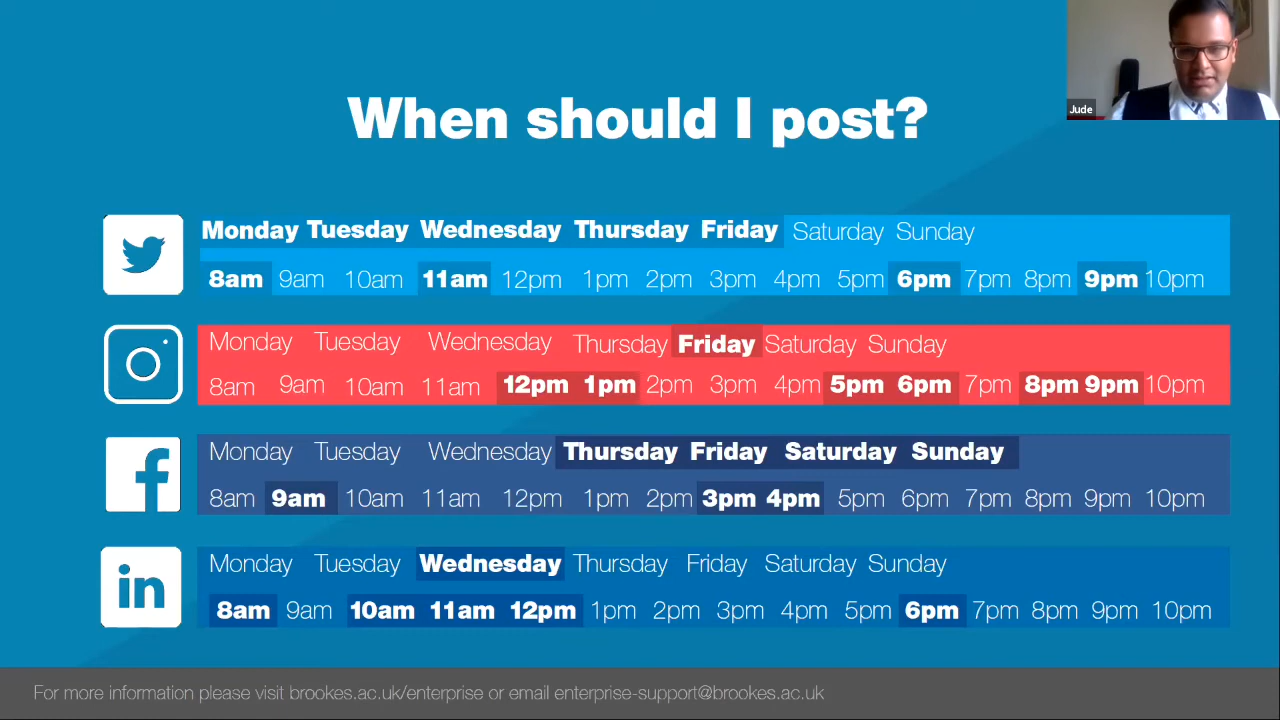 Jude
When should I post?
Monday Tuesday Wednesday Thursday Friday Saturday Sunday
8am 9am 10am 11am 12pm 1pm 2pm 3pm 4pm 5pm 6pm 7pm 8pm 9pm 10pm
Monday Tuesday Wednesday Thursday Friday Saturday Sunday
8am 9am 10am 11am 12pm 1pm 2pm 3pm 4pm 5pm 6pm 7pm 8pm 9pm 10pm
Monday Tuesday Wednesday Thursday Friday Saturday Sunday
8am 9am 10am 11am 12pm 1pm 2pm 3pm 4pm 5pm 6pm 7pm 8pm 9pm 10pm
in
Monday Tuesday Wednesday Thursday Friday Saturday Sunday
8am 9am 10am 11am 12pm 1pm 2pm 3pm 4pm 5pm 6pm 7pm 8pm 9pm 10pm
For more information please visit brookes.ac.uk/enterprise or email enterprise-support@brookes.ac.uk